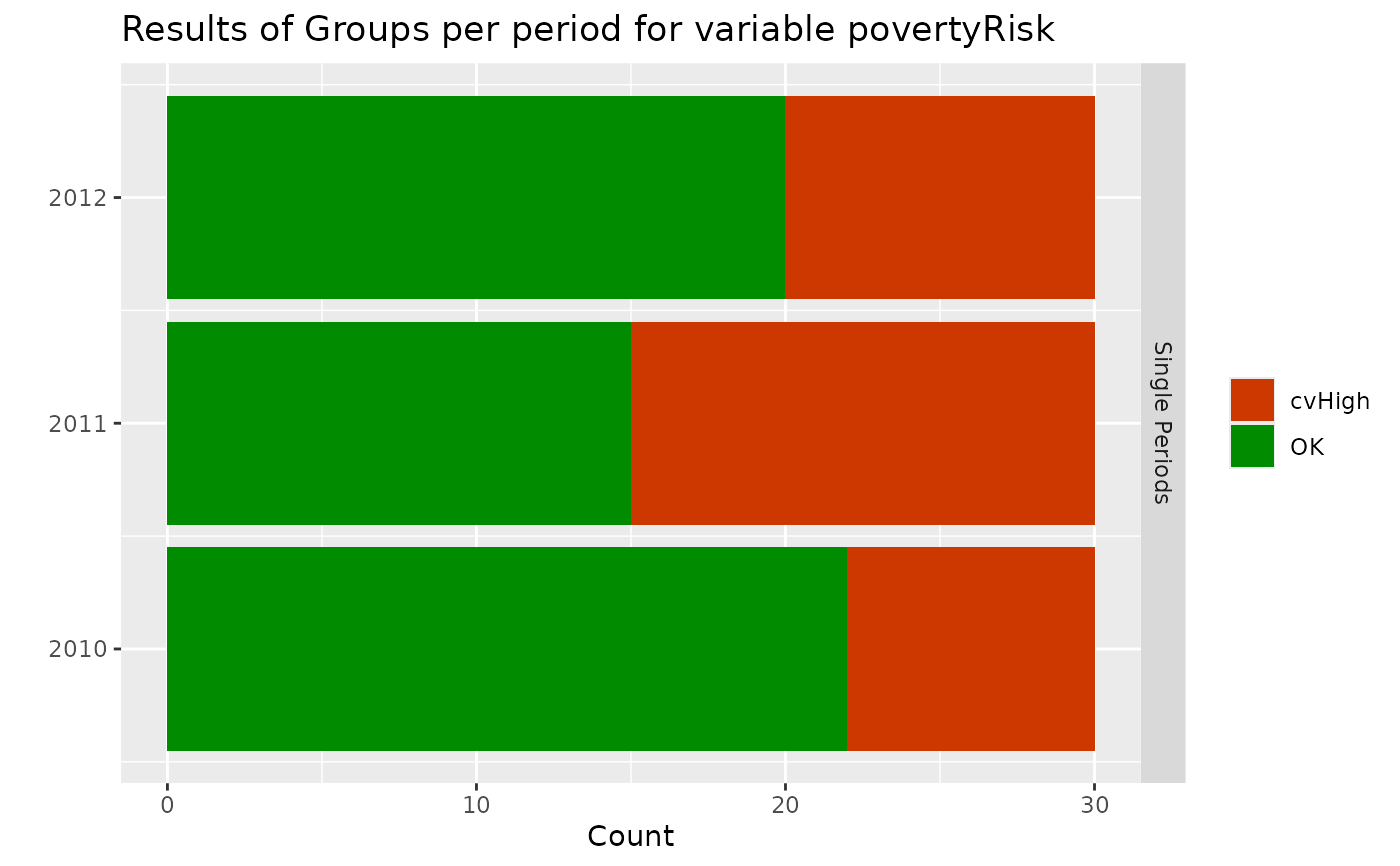 Results of Groups per period for variable povertyRisk
2012
2011
2010
Single Periods
cvHigh
OK
0
10
20
30
Count